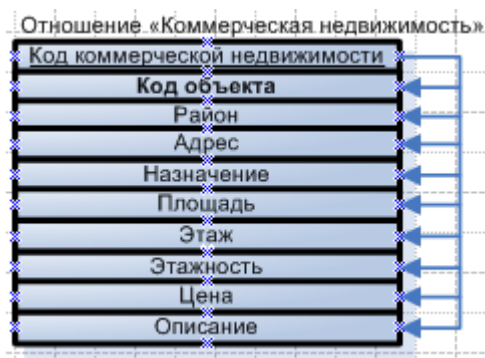 Отношение «Коммерческая недвижимость»
Код коммерческой недвижимости
Код объекта
Район
Адрес
Назначение
Площадь
Этаж
Этажность
Цена
Описание